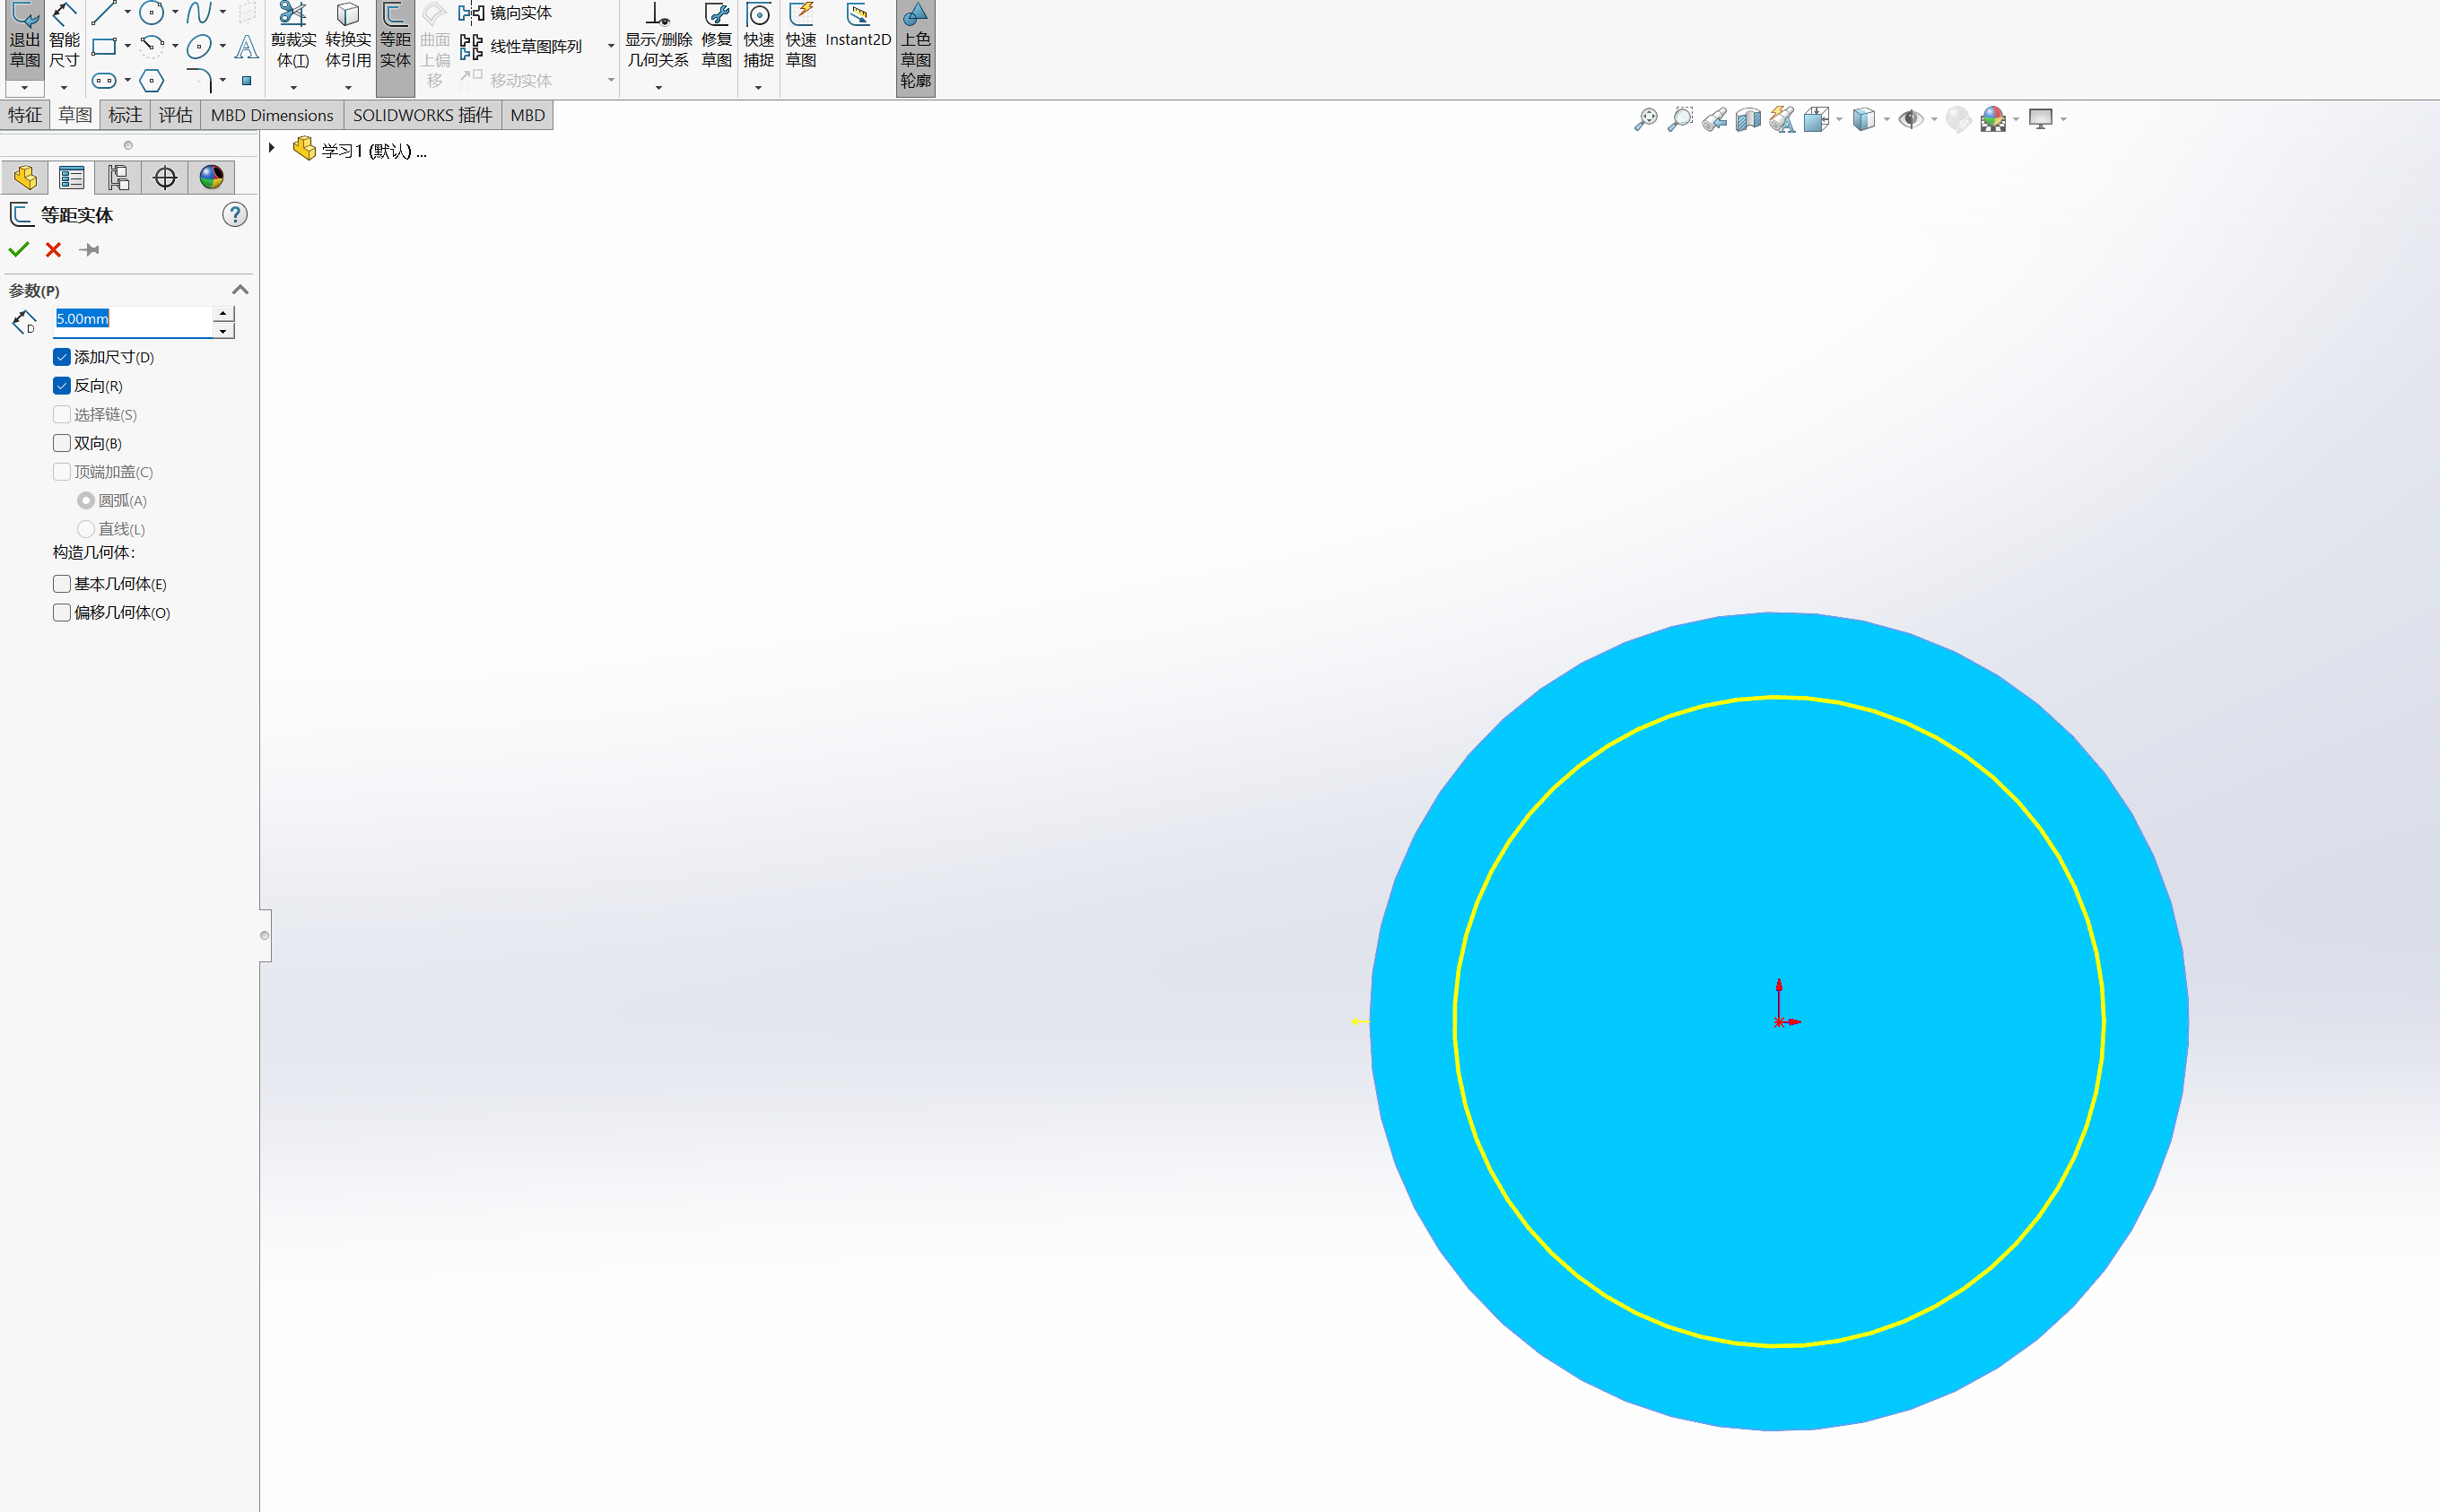 退出草图
智能尺寸
剪裁实体(T)
转换实体引用
等距实体
曲面上偏移
镜向实体
线性草图阵列
移动实体
显示/删除几何关系
修复草图
快速捕捉
快速草图
Instant2D
上色草图轮廓
特征 草图 标注 评估 MBD Dimensions SOLIDWORKS 插件 MBD
学习1 (默认) ...
等距实体
参数(P)
5.00mm
添加尺寸(D)
反向(R)
选择链(S)
双向(B)
顶端加盖(C)
圆弧(A)
直线(L)
构造几何体:
基本几何体(E)
偏移几何体(O)